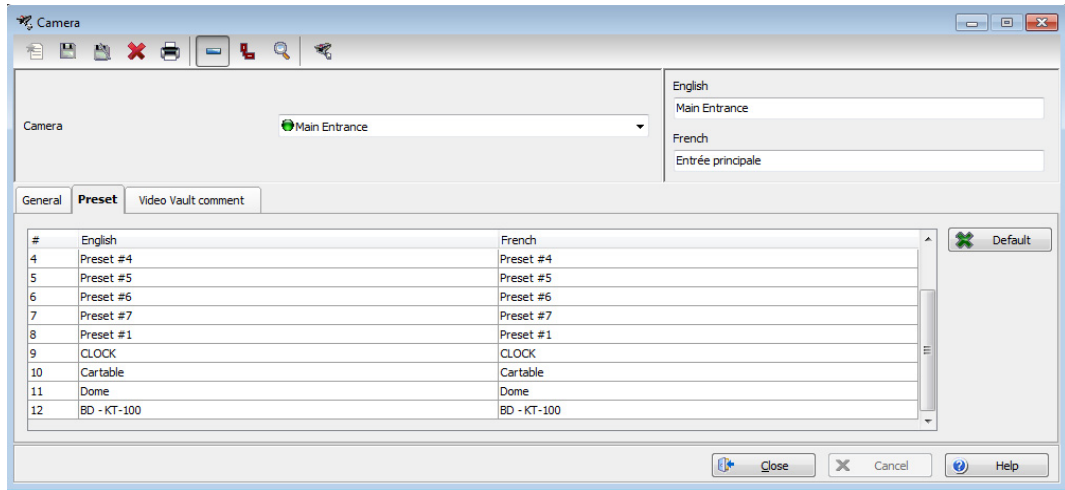 Camera
English
Main Entrance
Camera Main Entrance
French
Entrée principale
General Preset Video Vault comment
# English French
4 Preset #4 Preset #4
5 Preset #5 Preset #5
6 Preset #6 Preset #6
7 Preset #7 Preset #7
8 Preset #1 Preset #1
9 CLOCK CLOCK
10 Cartable Cartable
11 Dome Dome
12 BD - KT-100 BD - KT-100
Default
Close Cancel Help